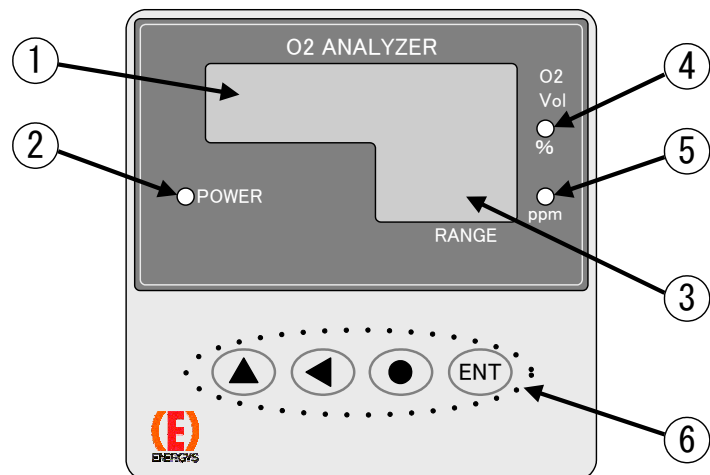 O2 ANALYZER
①
O2
Vol
④
②
%
⑤
POWER
ppm
RANGE
③
ENT
⑥
(E)
ENERGYS